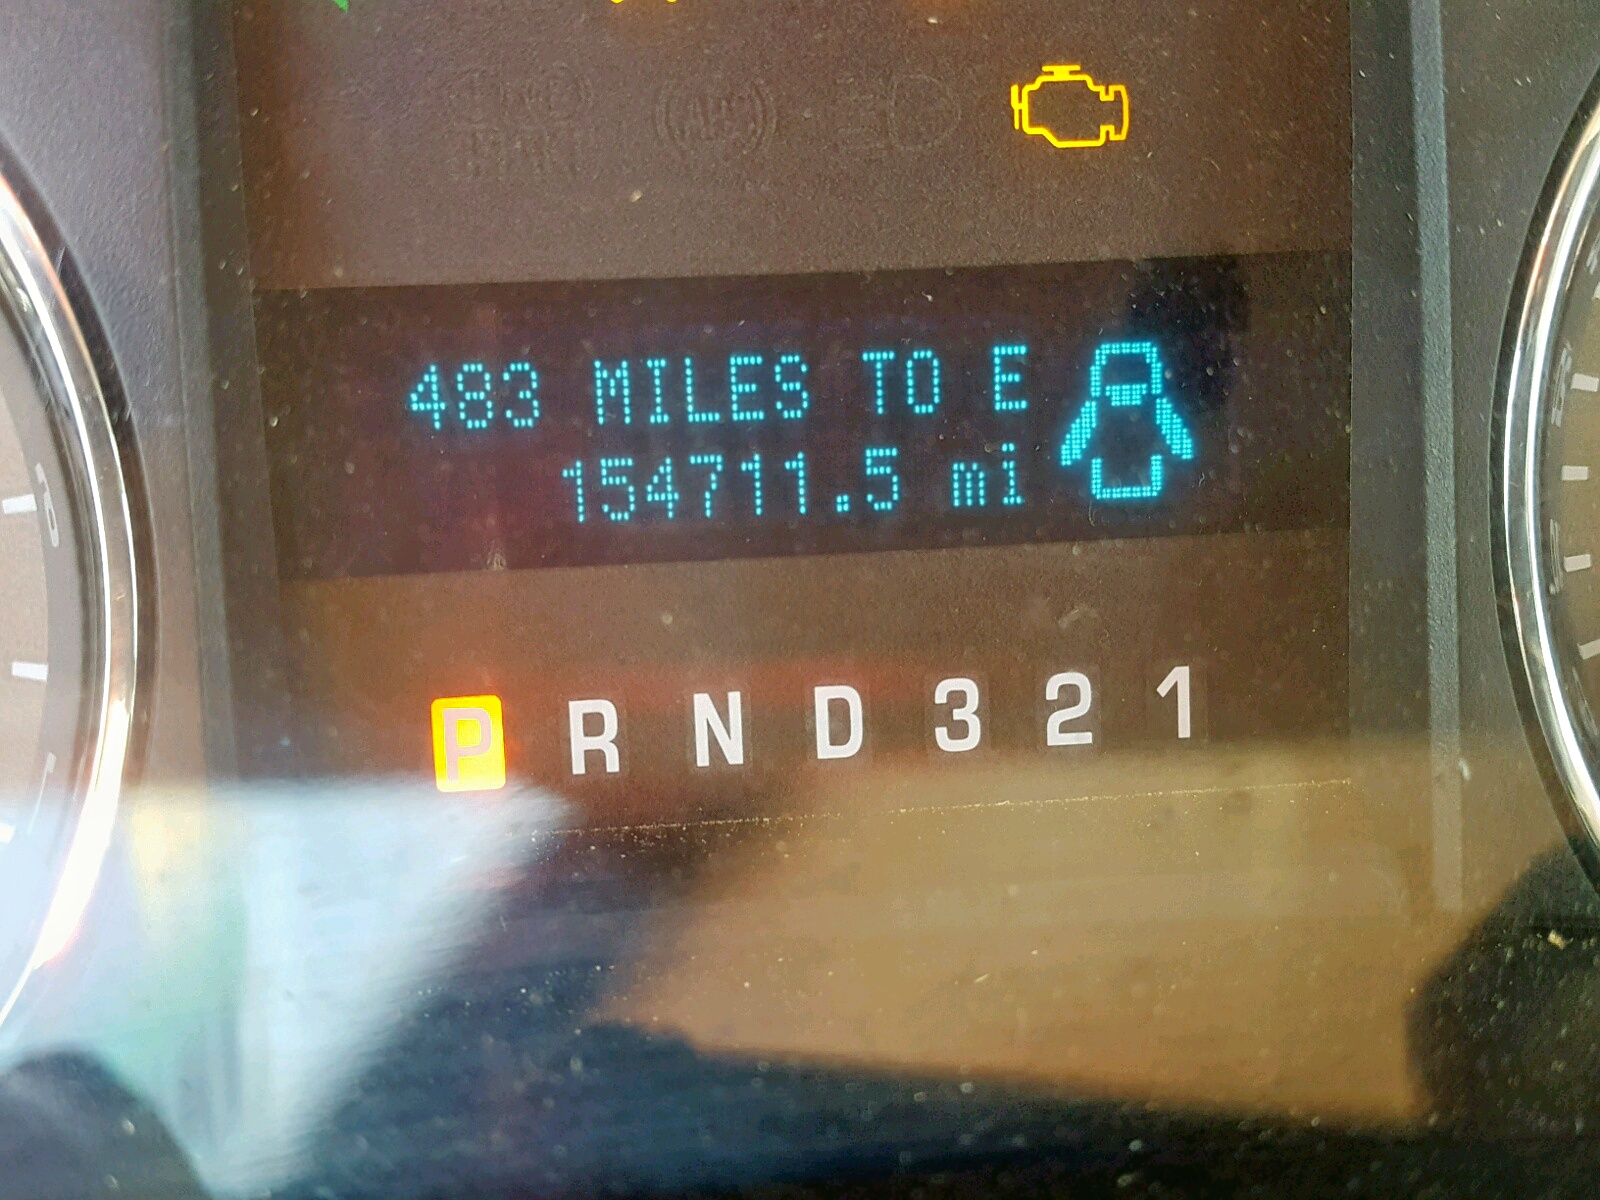 483 MILES TO E
154711.5 mi
P R N D 3 2 1